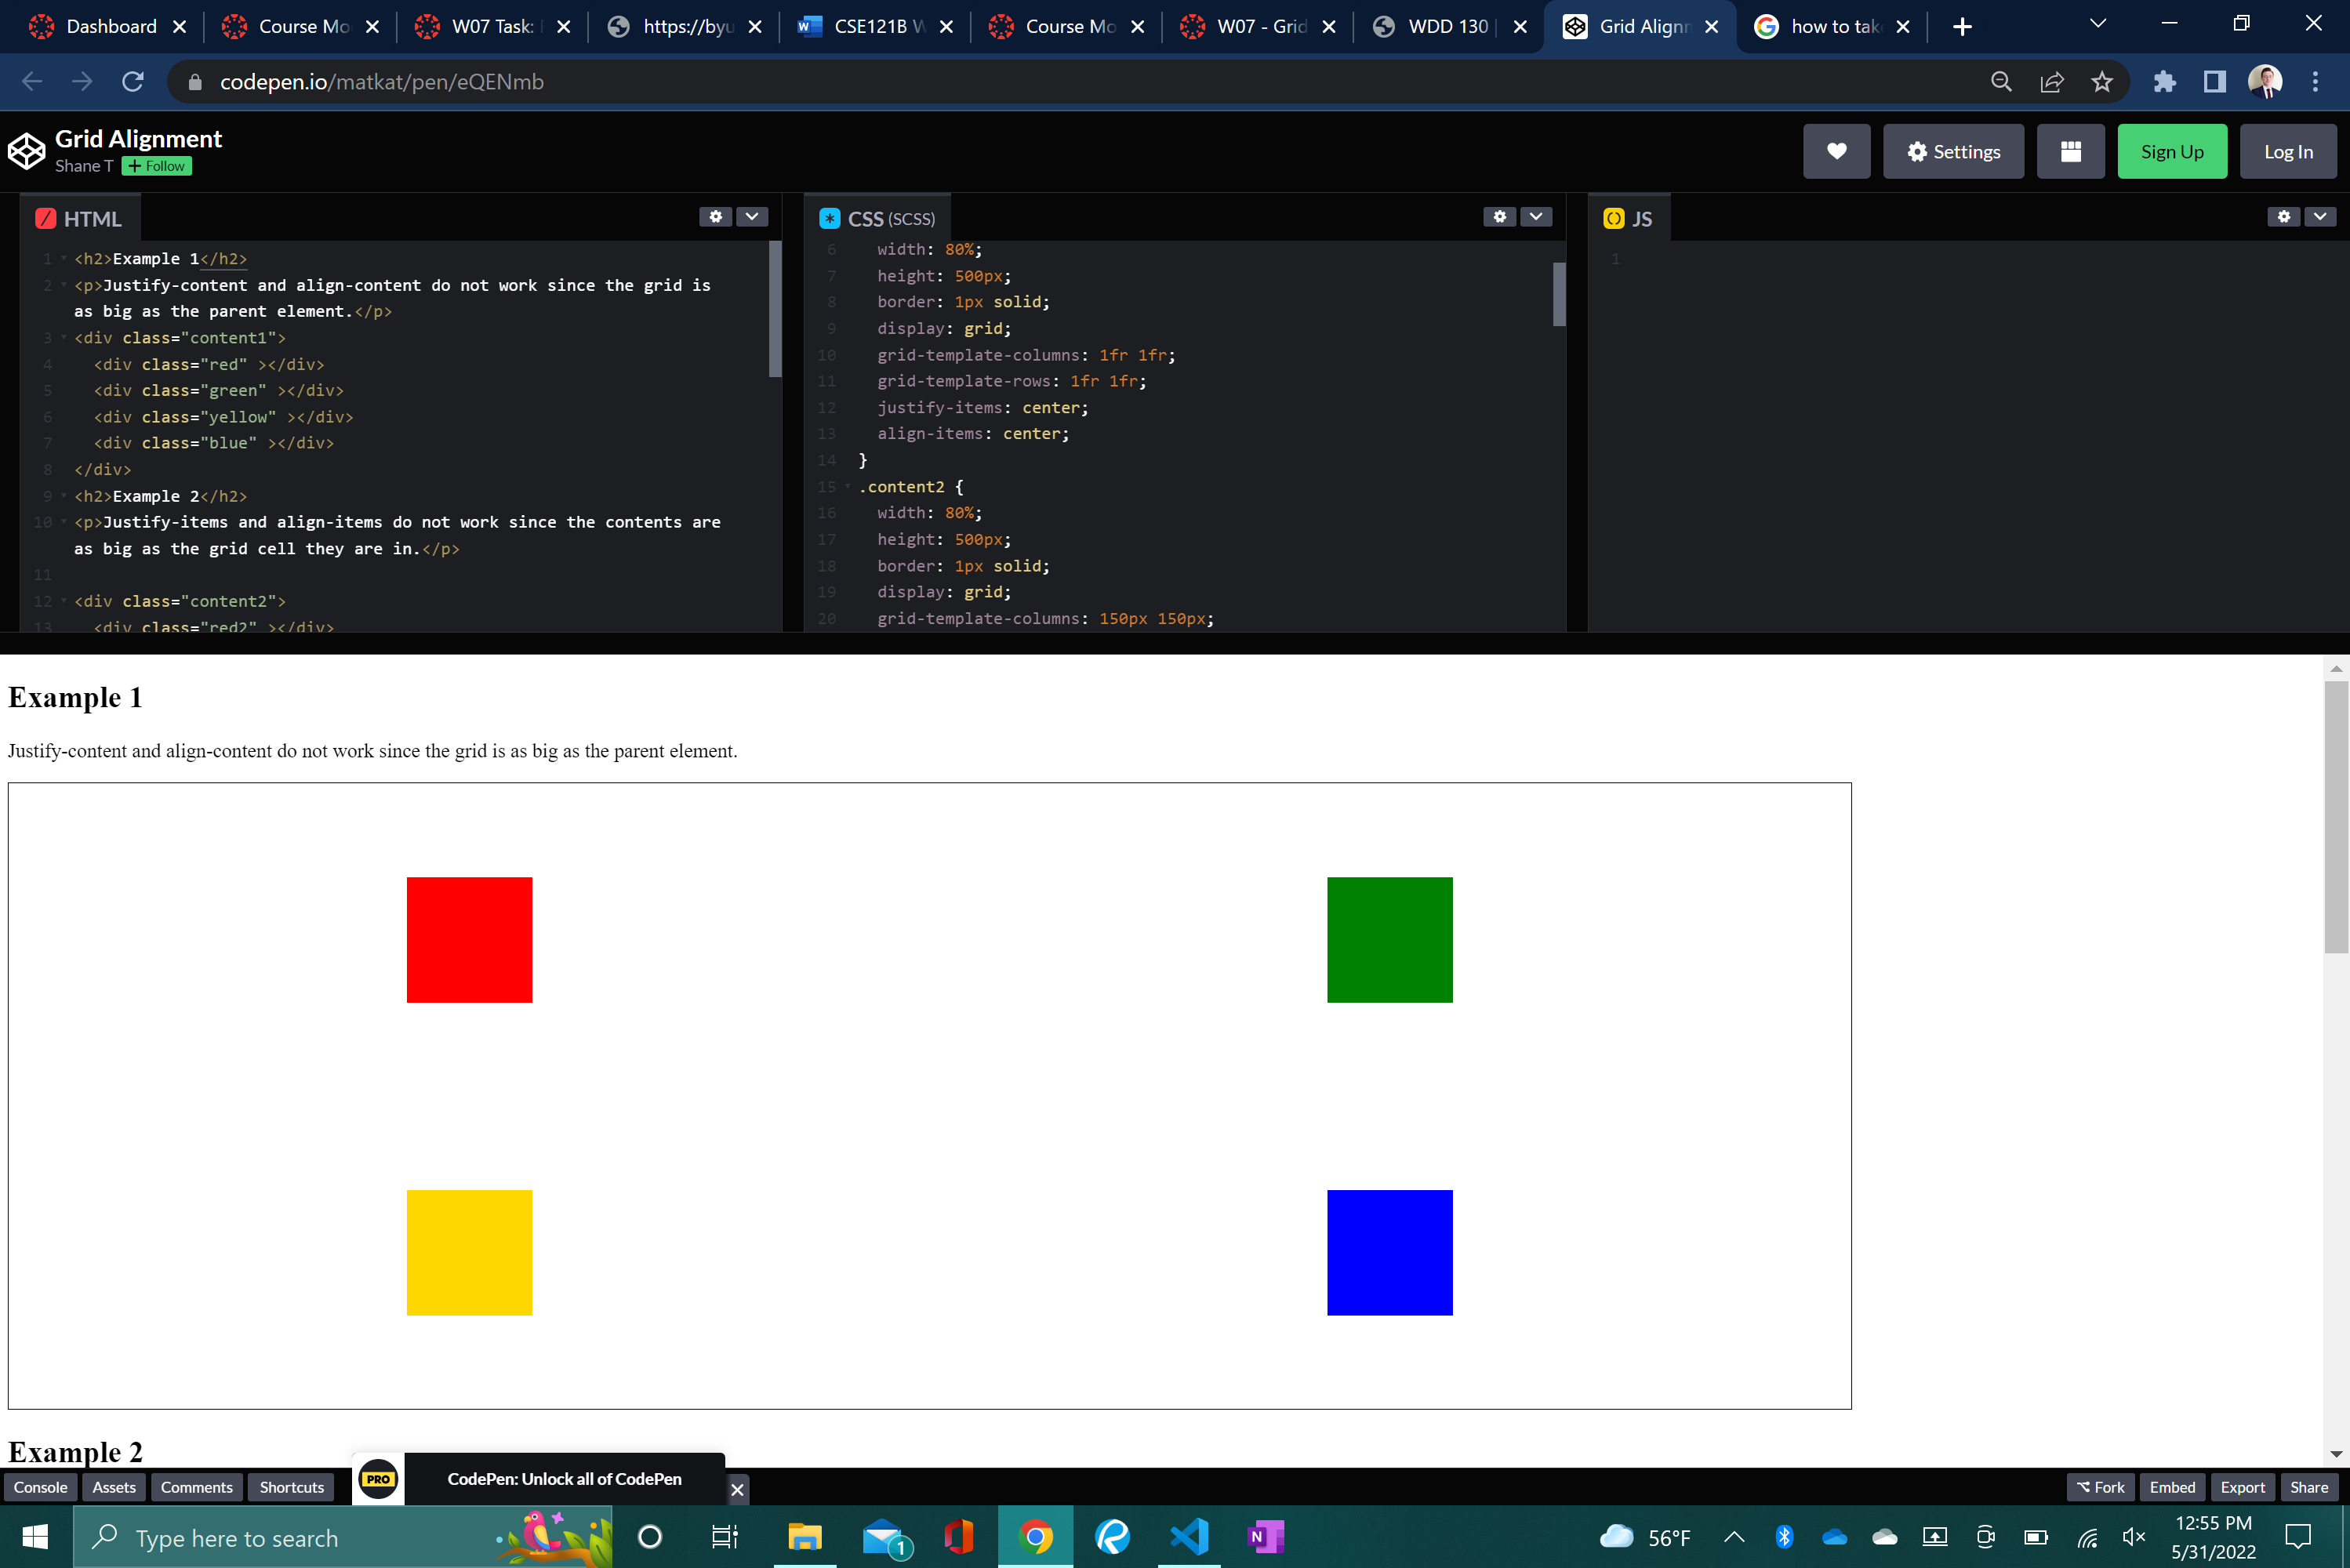 Dashboard
Course Mo
W07 Task:
https://byu
CSE121B W
Course Mo
W07 - Grid
WDD 130 |
Grid Alignm
how to tak
codepen.io/matkat/pen/eQENmb
Grid Alignment
Shane T + Follow
Settings
Sign Up
Log In
HTML
1 <h2>Example 1</h2>
2 <p>Justify-content and align-content do not work since the grid is
as big as the parent element.</p>
3 <div class="content1">
4 <div class="red" ></div>
5 <div class="green" ></div>
6 <div class="yellow" ></div>
7 <div class="blue" ></div>
8 </div>
9 <h2>Example 2</h2>
10 <p>Justify-items and align-items do not work since the contents are
as big as the grid cell they are in.</p>
11
12 <div class="content2">
13 <div class="red2" ></div>
CSS (SCSS)
6 width: 80%;
7 height: 500px;
8 border: 1px solid;
9 display: grid;
10 grid-template-columns: 1fr 1fr;
11 grid-template-rows: 1fr 1fr;
12 justify-items: center;
13 align-items: center;
14 }
15 .content2 {
16 width: 80%;
17 height: 500px;
18 border: 1px solid;
19 display: grid;
20 grid-template-columns: 150px 150px;
JS
1
Example 1
Justify-content and align-content do not work since the grid is as big as the parent element.
Example 2
Console
Assets
Comments
Shortcuts
PRO
CodePen: Unlock all of CodePen
Fork
Embed
Export
Share
Type here to search
1
N
56°F
12:55 PM
5/31/2022